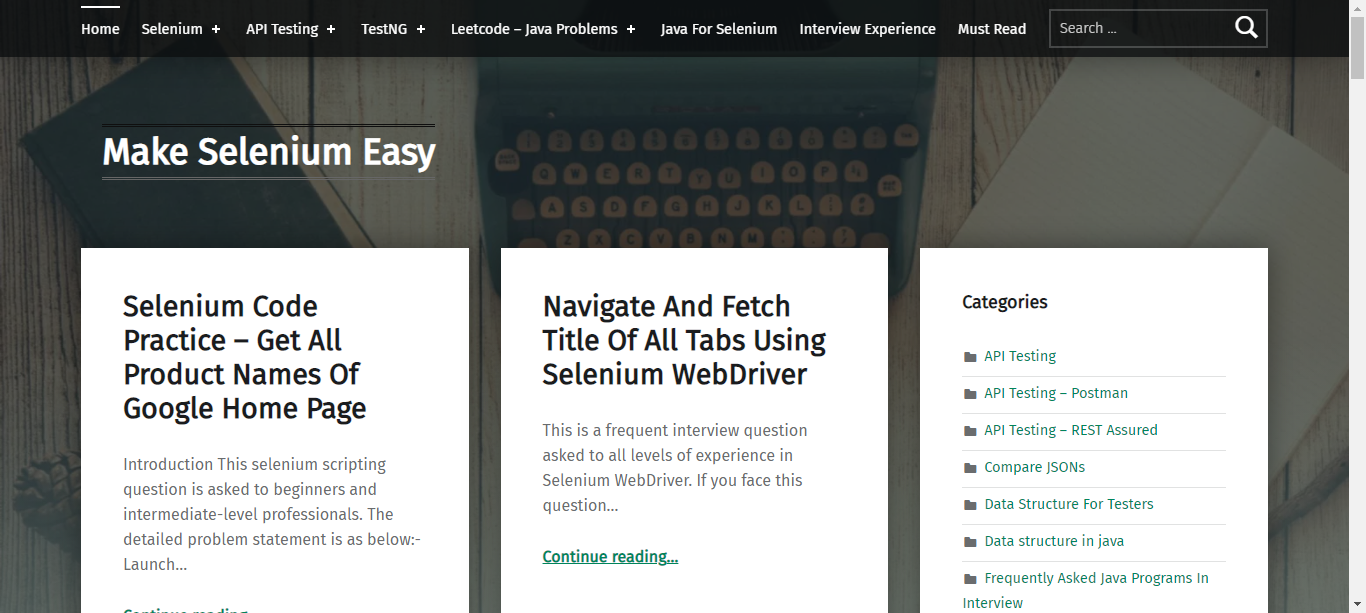 Home Selenium + API Testing + TestNG + Leetcode – Java Problems + Java For Selenium Interview Experience Must Read Search ...
Make Selenium Easy
Selenium Code
Practice – Get All
Product Names Of
Google Home Page
Introduction This selenium scripting
question is asked to beginners and
intermediate-level professionals. The
detailed problem statement is as below:-
Launch...
Continue reading...
Navigate And Fetch
Title Of All Tabs Using
Selenium WebDriver
This is a frequent interview question
asked to all levels of experience in
Selenium WebDriver. If you face this
question...
Continue reading...
Categories
API Testing
API Testing – Postman
API Testing – REST Assured
Compare JSONs
Data Structure For Testers
Data structure in java
Frequently Asked Java Programs In
Interview